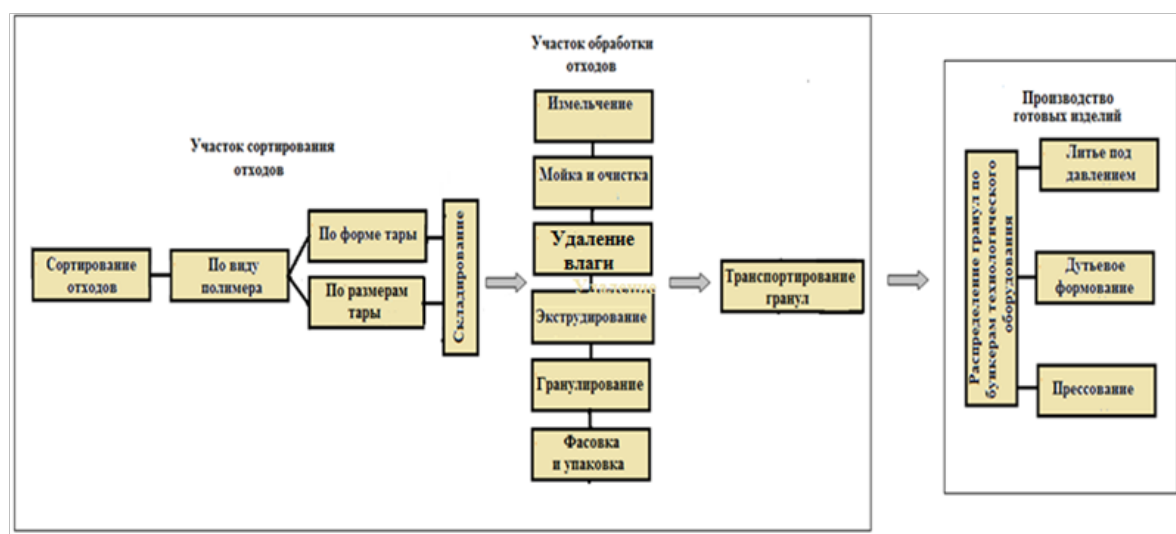 Участок сортирования
отходов
Сортирование
отходов
По виду
полимера
По форме тары
По размерам
тары
Складирование
Участок обработки
отходов
Измельчение
Мойка и очистка
Удаление
влаги
Удаление
Экструдирование
Гранулирование
Фасовка
и упаковка
Транспортирование
гранул
Производство
готовых изделий
Распределение гранул по
бункерам технологического
оборудования
Литье под
давлением
Дутьевое
формование
Прессование